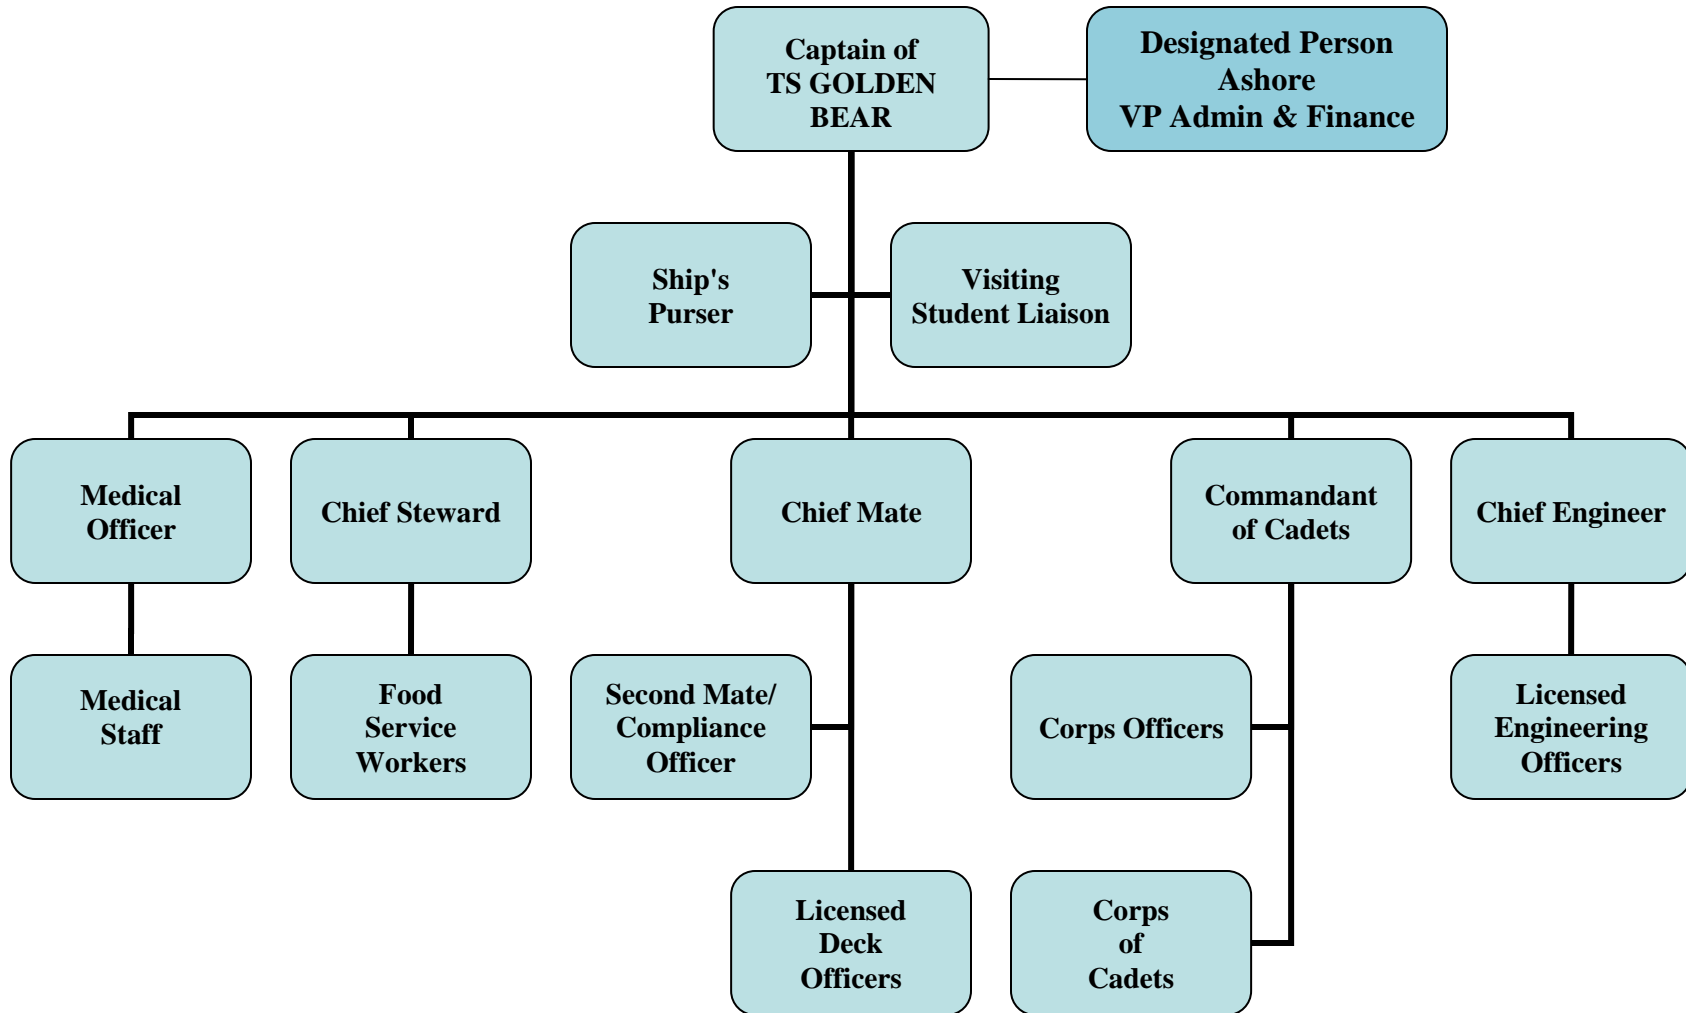 Captain of
TS GOLDEN
BEAR
Designated Person
Ashore
VP Admin & Finance
Ship's
Purser
Visiting
Student Liaison
Medical
Officer
Chief Steward
Chief Mate
Commandant
of Cadets
Chief Engineer
Medical
Staff
Food
Service
Workers
Second Mate/
Compliance
Officer
Corps Officers
Licensed
Engineering
Officers
Licensed
Deck
Officers
Corps
of
Cadets